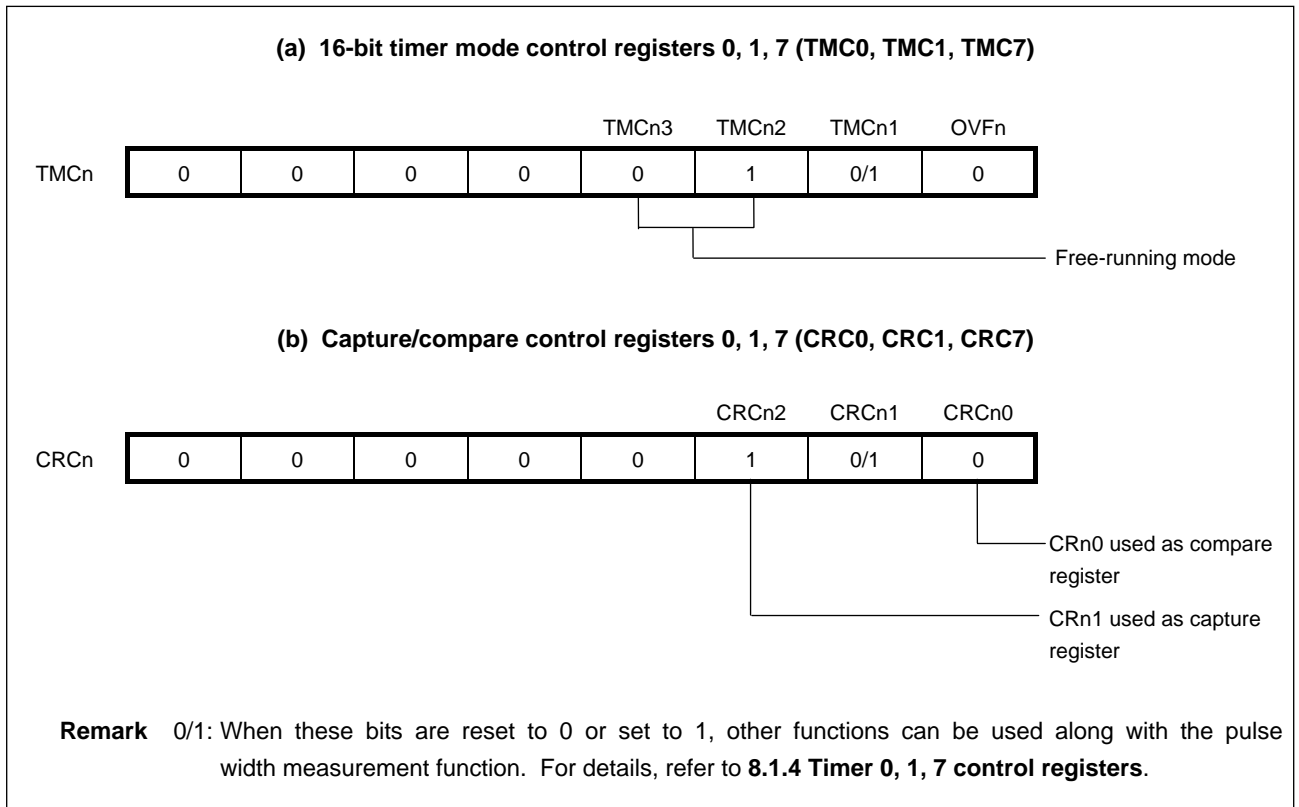 (a) 16-bit timer mode control registers 0, 1, 7 (TMC0, TMC1, TMC7)
TMCn3 TMCn2 TMCn1 OVFn
TMCn 0 0 0 0 0 1 0/1 0
Free-running mode
(b) Capture/compare control registers 0, 1, 7 (CRC0, CRC1, CRC7)
CRCn2 CRCn1 CRCn0
CRCn 0 0 0 0 0 1 0/1 0
CRn0 used as compare
register
CRn1 used as capture
register
Remark 0/1: When these bits are reset to 0 or set to 1, other functions can be used along with the pulse
width measurement function. For details, refer to 8.1.4 Timer 0, 1, 7 control registers.